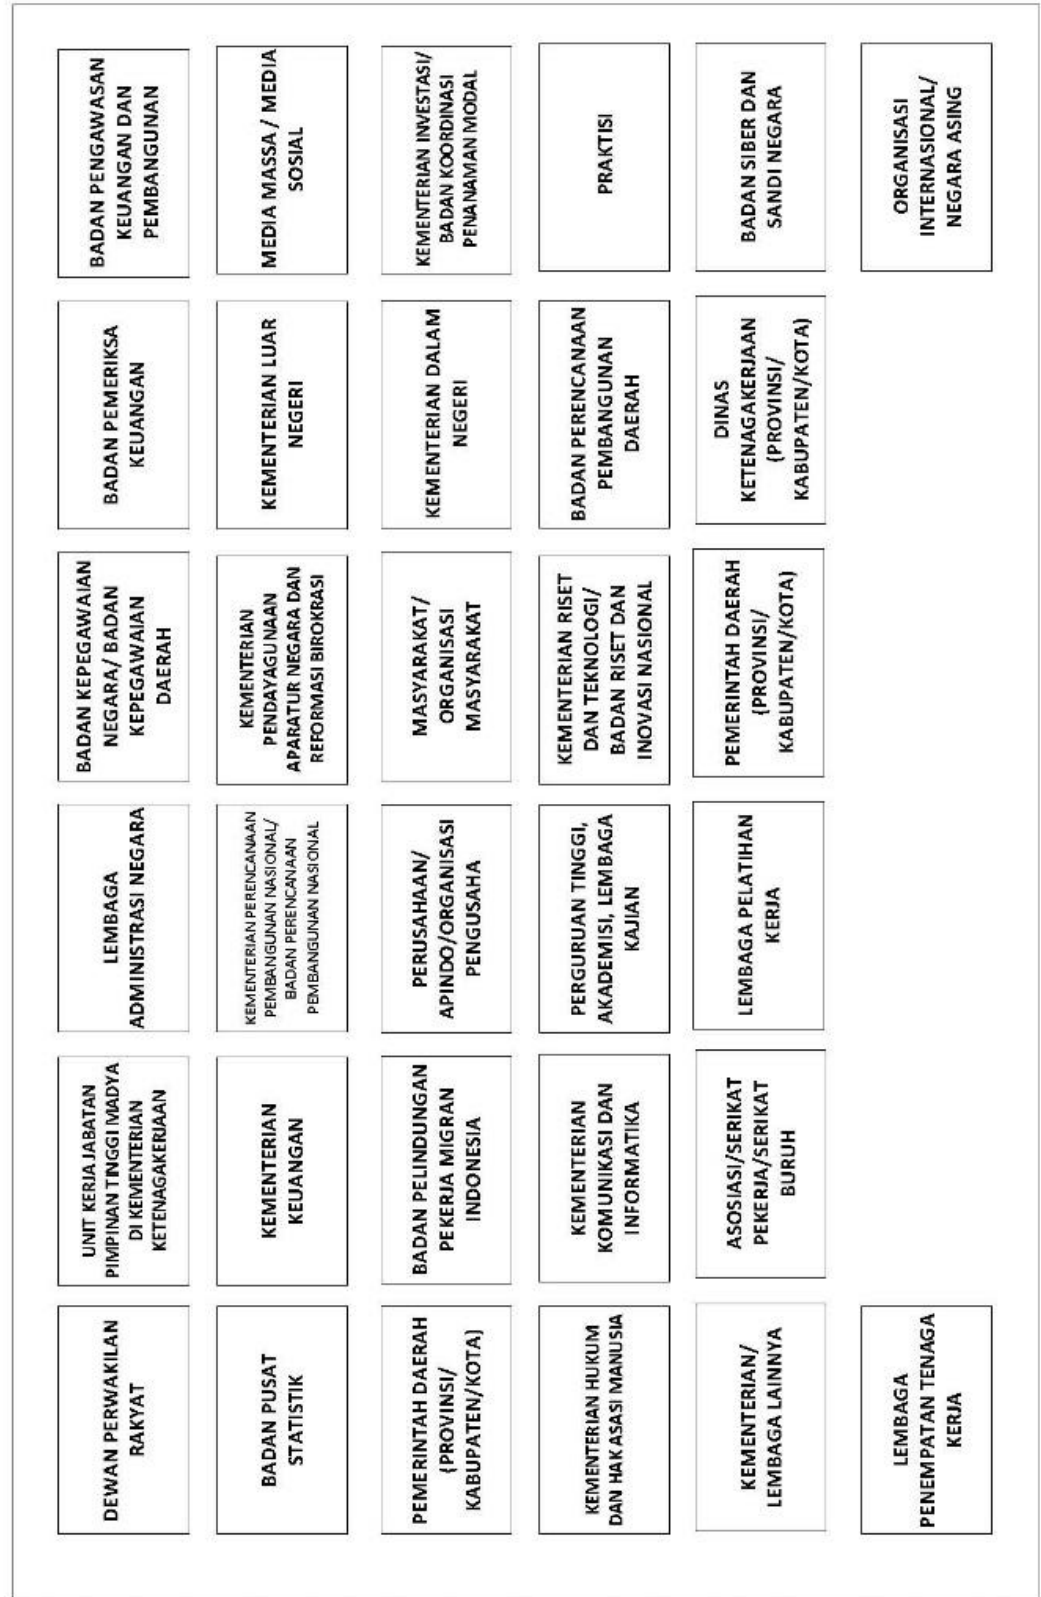 DEWAN PERWAKILAN
RAKYAT
UNIT KERJA JABATAN
PIMPINAN TINGGI MADYA
DI KEMENTERIAN
KETENAGAKERJAAN
LEMBAGA
ADMINISTRASI NEGARA
BADAN KEPEGAWAIAN
NEGARA/ BADAN
KEPEGAWAIAN
DAERAH
BADAN PEMERIKSA
KEUANGAN
BADAN PENGAWASAN
KEUANGAN DAN
PEMBANGUNAN
BADAN PUSAT
STATISTIK
KEMENTERIAN
KEUANGAN
KEMENTERIAN PERENCANAAN
PEMBANGUNAN NASIONAL/
BADAN PERENCANAAN
PEMBANGUNAN NASIONAL
KEMENTERIAN
PENDAYAGUNAAN
APARATUR NEGARA DAN
REFORMASI BIROKRASI
KEMENTERIAN LUAR
NEGERI
MEDIA MASSA / MEDIA
SOSIAL
PEMERINTAH DAERAH
(PROVINSI/
KABUPATEN/KOTA)
BADAN PELINDUNGAN
PEKERJA MIGRAN
INDONESIA
PERUSAHAAN/
APINDO/ORGANISASI
PENGUSAHA
MASYARAKAT/
ORGANISASI
MASYARAKAT
KEMENTERIAN DALAM
NEGERI
KEMENTERIAN INVESTASI/
BADAN KOORDINASI
PENANAMAN MODAL
KEMENTERIAN HUKUM
DAN HAK ASASI MANUSIA
KEMENTERIAN
KOMUNIKASI DAN
INFORMATIKA
PERGURUAN TINGGI,
AKADEMISI, LEMBAGA
KAJIAN
KEMENTERIAN RISET
DAN TEKNOLOGI/
BADAN RISET DAN
INOVASI NASIONAL
BADAN PERENCANAAN
PEMBANGUNAN
DAERAH
PRAKTISI
KEMENTERIAN/
LEMBAGA LAINNYA
ASOSIASI/SERIKAT
PEKERJA/SERIKAT
BURUH
LEMBAGA PELATIHAN
KERJA
PEMERINTAH DAERAH
(PROVINSI/
KABUPATEN/KOTA)
DINAS
KETENAGAKERJAAN
(PROVINSI/
KABUPATEN/KOTA)
BADAN SIBER DAN
SANDI NEGARA
LEMBAGA
PENEMPATAN TENAGA
KERJA
ORGANISASI
INTERNASIONAL/
NEGARA ASING